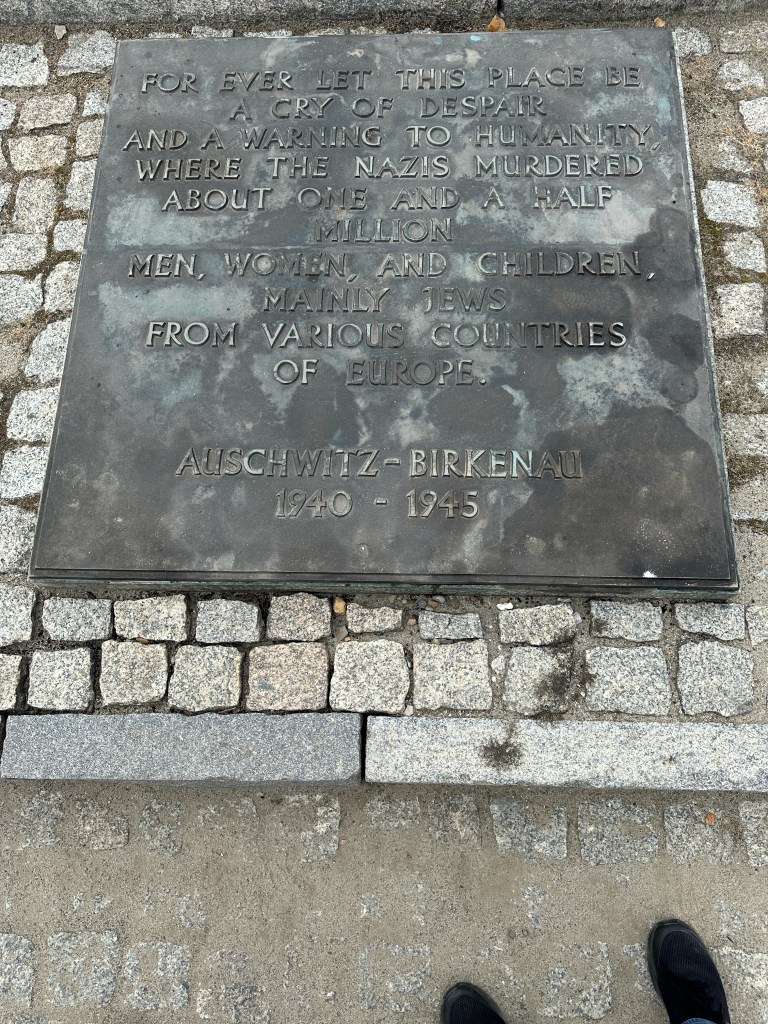 FOR EVER LET THIS PLACE BE
A CRY OF DESPAIR
AND A WARNING TO HUMANITY,
WHERE THE NAZIS MURDERED
ABOUT ONE AND A HALF
MILLION
MEN, WOMEN, AND CHILDREN,
MAINLY JEWS
FROM VARIOUS COUNTRIES
OF EUROPE.
AUSCHWITZ-BIRKENAU
1940 - 1945